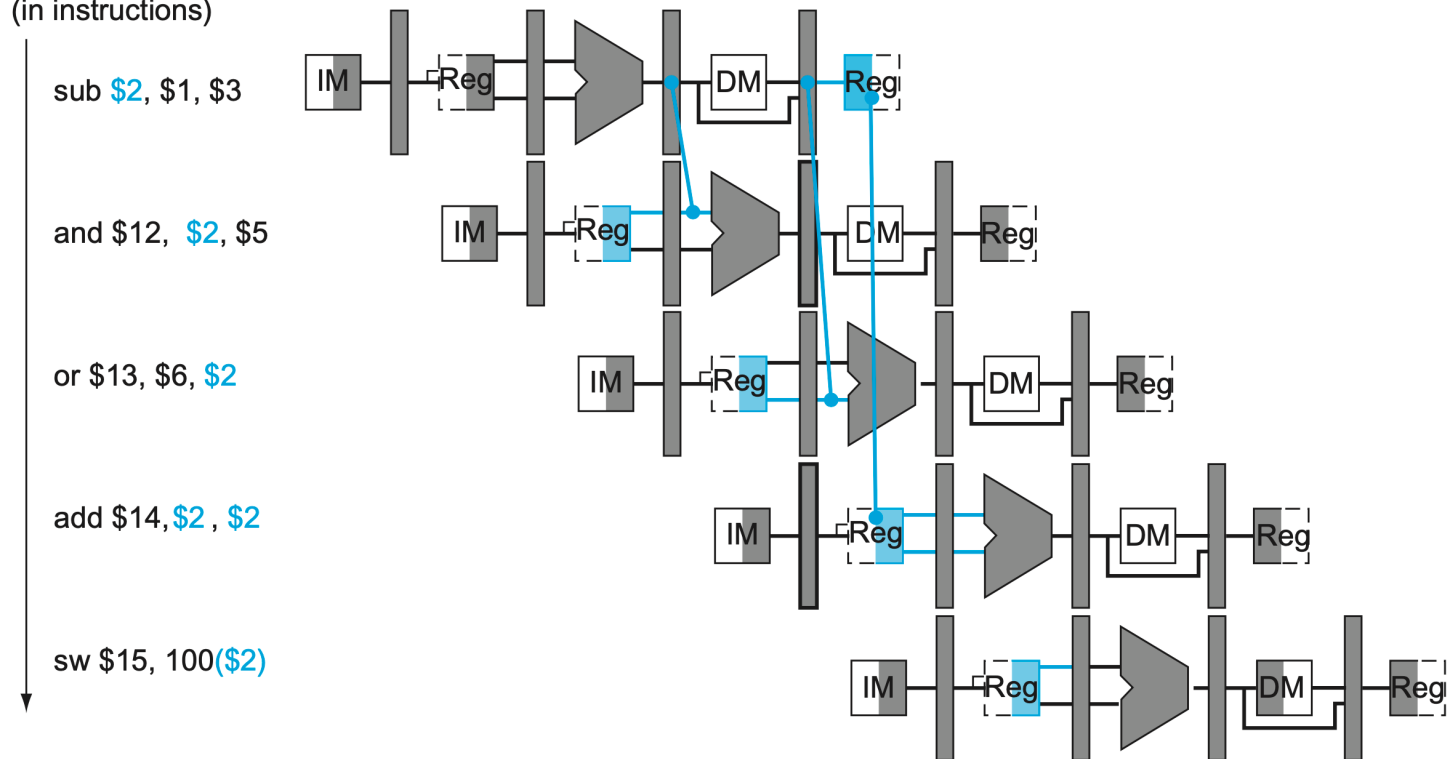 (in instructions)
sub $2, $1, $3
IM Reg DM Reg
and $12, $2, $5
IM Reg DM Reg
or $13, $6, $2
IM Reg DM Reg
add $14,$2 , $2
IM Reg DM Reg
sw $15, 100($2)
IM Reg DM Reg